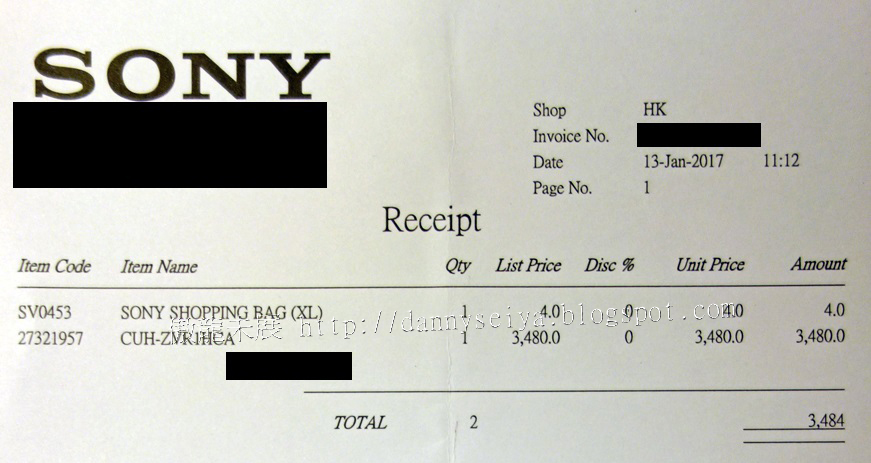 SONY
Shop HK
Invoice No.
Date 13-Jan-2017 11:12
Page No. 1
Receipt
Item Code Item Name Qty List Price Disc % Unit Price Amount
SV0453 SONY SHOPPING BAG (XL) 1 4.0 0 4.0 4.0
http://dannyseiya.blogspot.com
27321957 CUH-ZVR1HCA 1 3,480.0 0 3,480.0 3,480.0
TOTAL 2 3,484